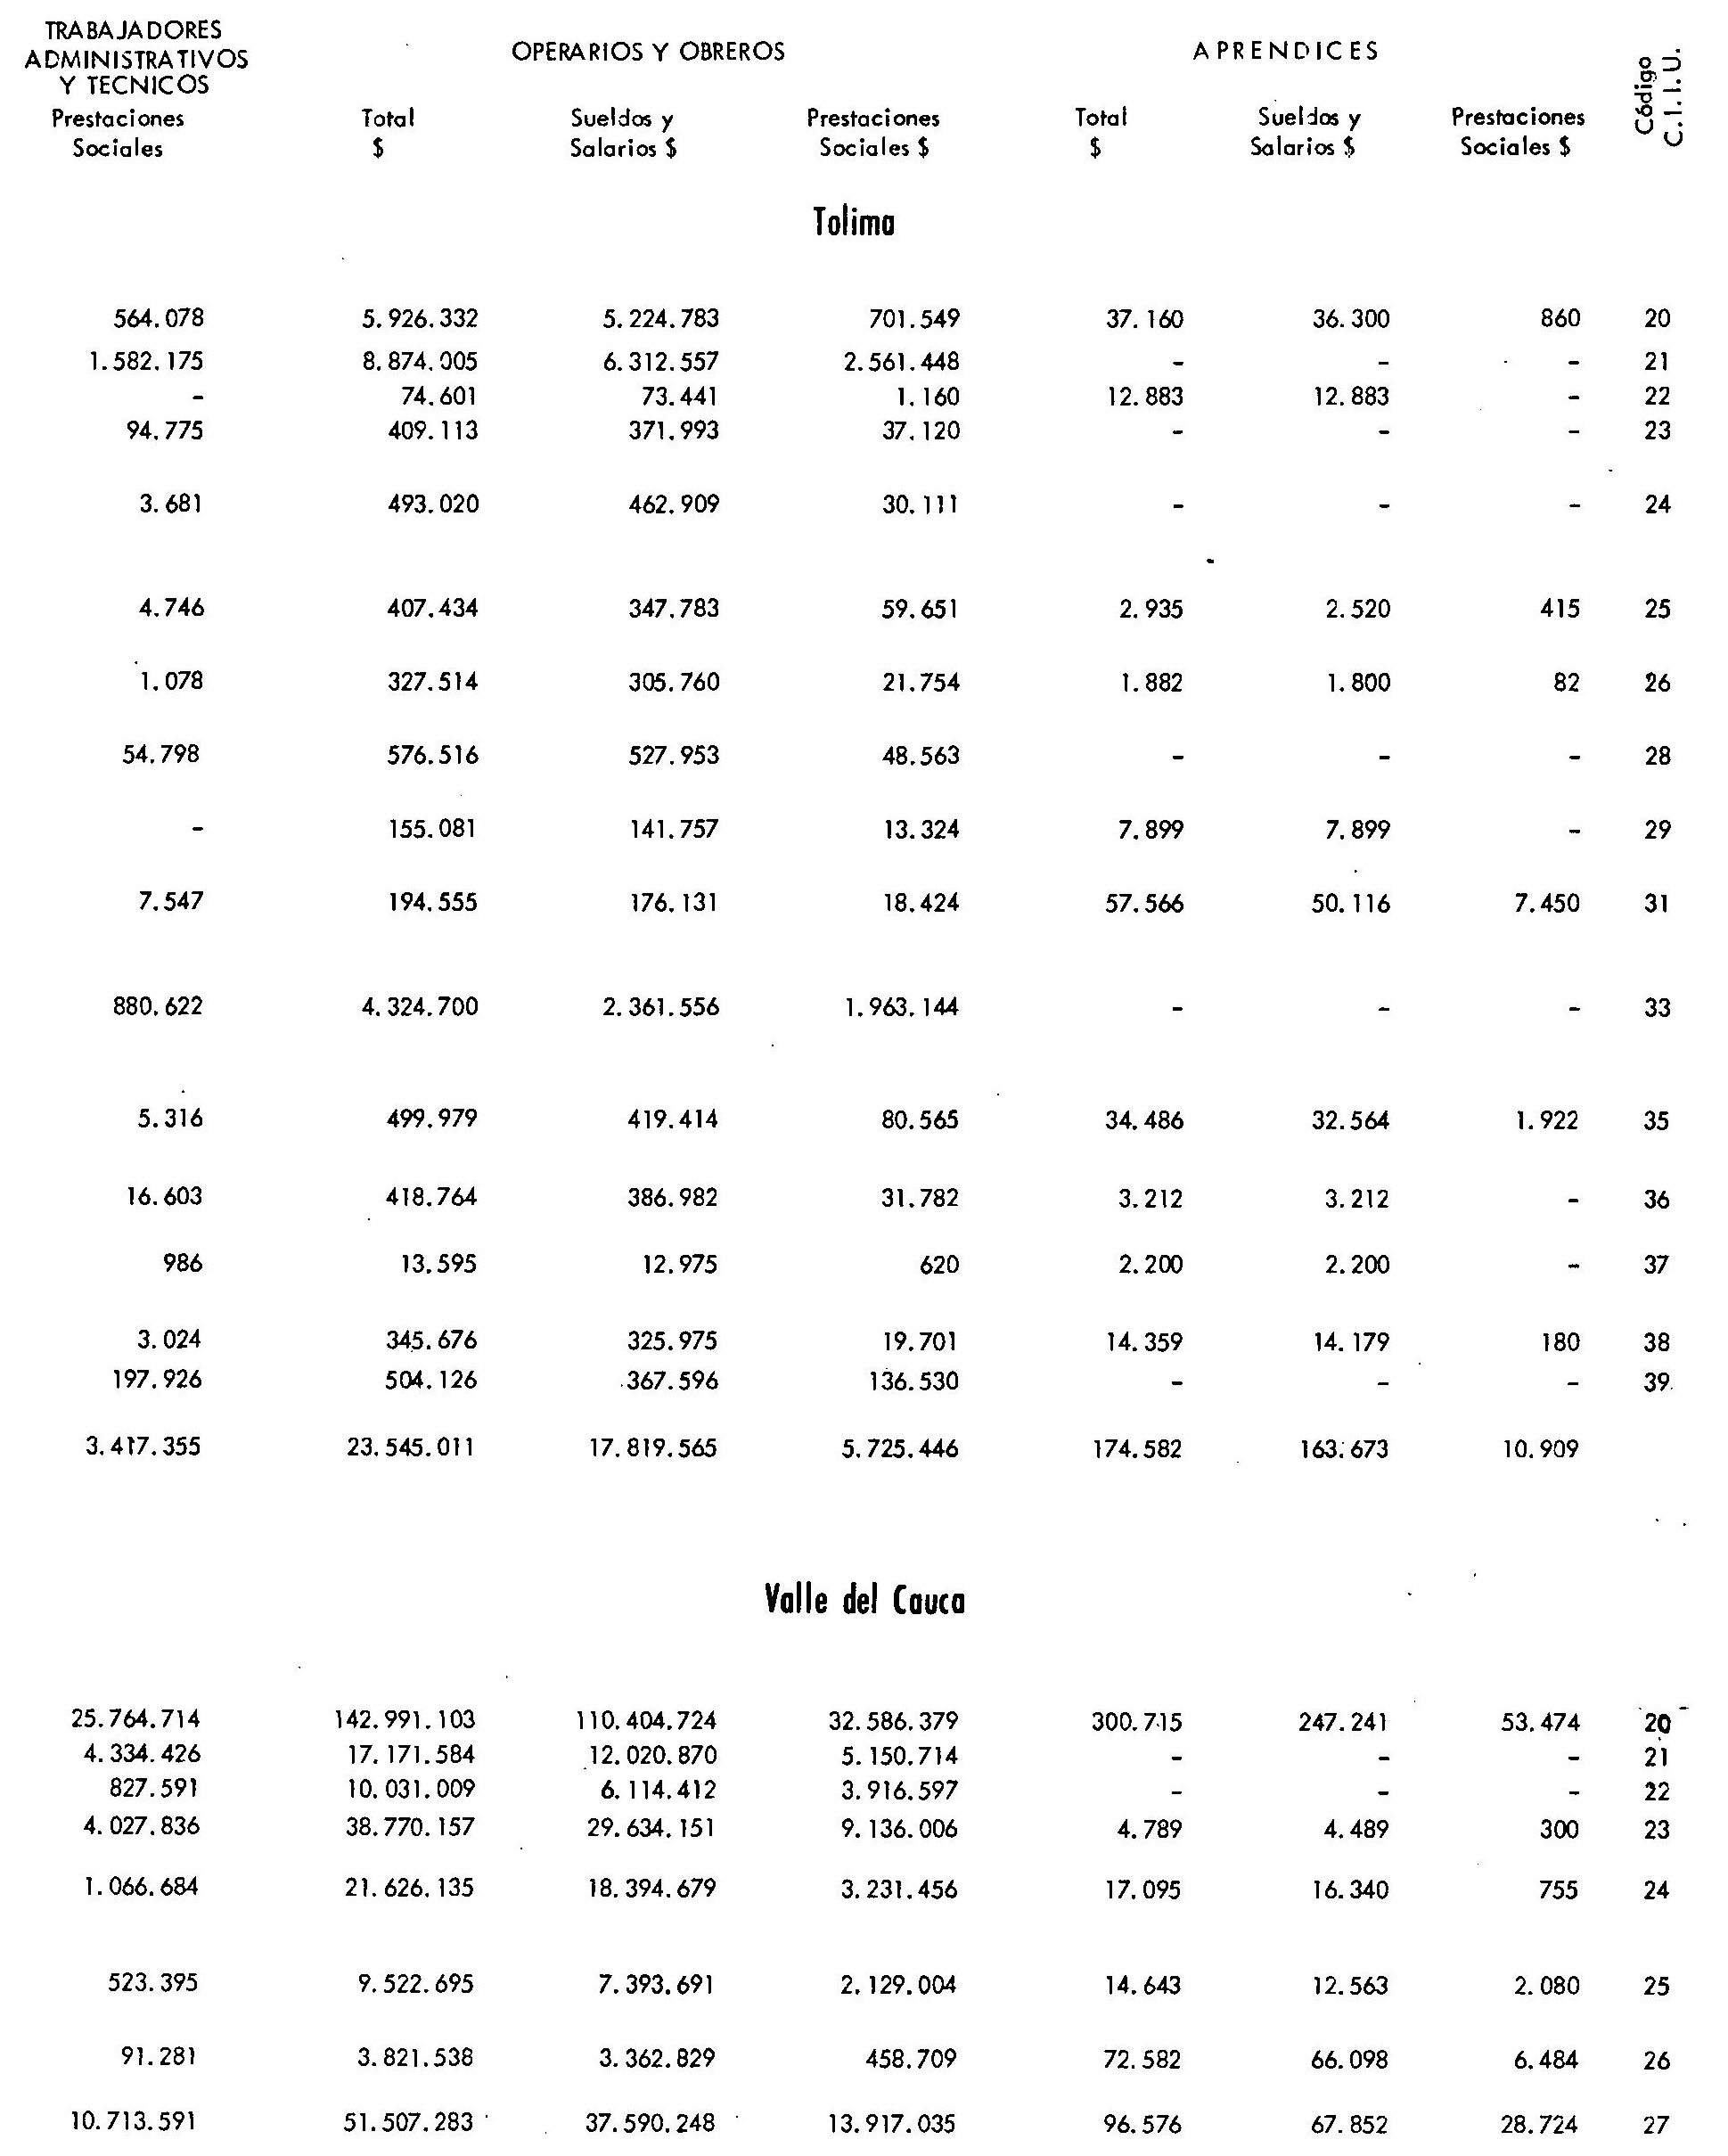 TRABAJADORES
ADMINISTRATIVOS OPERARIOS Y OBREROS APRENDICES
Y TECNICOS
Prestaciones Total Sueldos y Prestaciones Total Sueldos y Prestaciones Código
Sociales $ Salarios $ Sociales $ $ Salarios $ Sociales $ C.I.I.U.
Tolima
564.078 5.926.332 5.224.783 701.549 37.160 36.300 860 20
1.582.175 8.874.005 6.312.557 2.561.448 - - - 21
- 74.601 73.441 1.160 12.883 12.883 - 22
94.775 409.113 371.993 37.120 - - - 23
3.681 493.020 462.909 30.111 - - - 24
4.746 407.434 347.783 59.651 2.935 2.520 415 25
1.078 327.514 305.760 21.754 1.882 1.800 82 26
54.798 576.516 527.953 48.563 - - - 28
- 155.081 141.757 13.324 7.899 7.899 - 29
7.547 194.555 176.131 18.424 57.566 50.116 7.450 31
880.622 4.324.700 2.361.556 1.963.144 - - - 33
5.316 499.979 419.414 80.565 34.486 32.564 1.922 35
16.603 418.764 386.982 31.782 3.212 3.212 - 36
986 13.595 12.975 620 2.200 2.200 - 37
3.024 345.676 325.975 19.701 14.359 14.179 180 38
197.926 504.126 367.596 136.530 - - - 39
3.417.355 23.545.011 17.819.565 5.725.446 174.582 163.673 10.909
Valle del Cauca
25.764.714 142.991.103 110.404.724 32.586.379 300.715 247.241 53.474 20
4.334.426 17.171.584 12.020.870 5.150.714 - - - 21
827.591 10.031.009 6.114.412 3.916.597 - - - 22
4.027.836 38.770.157 29.634.151 9.136.006 4.789 4.489 300 23
1.066.684 21.626.135 18.394.679 3.231.456 17.095 16.340 755 24
523.395 9.522.695 7.393.691 2.129.004 14.643 12.563 2.080 25
91.281 3.821.538 3.362.829 458.709 72.582 66.098 6.484 26
10.713.591 51.507.283 37.590.248 13.917.035 96.576 67.852 28.724 27